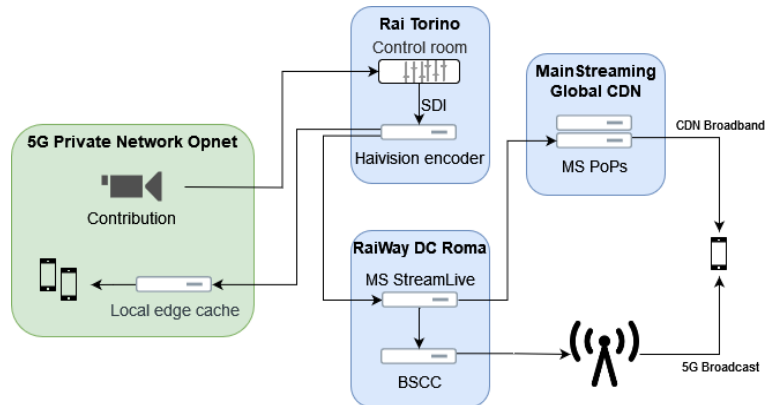 Rai Torino
Control room
SDI
Haivision encoder
MainStreaming
Global CDN
MS PoPs
CDN Broadband
5G Private Network Opnet
Contribution
Local edge cache
RaiWay DC Roma
MS StreamLive
BSCC
5G Broadcast